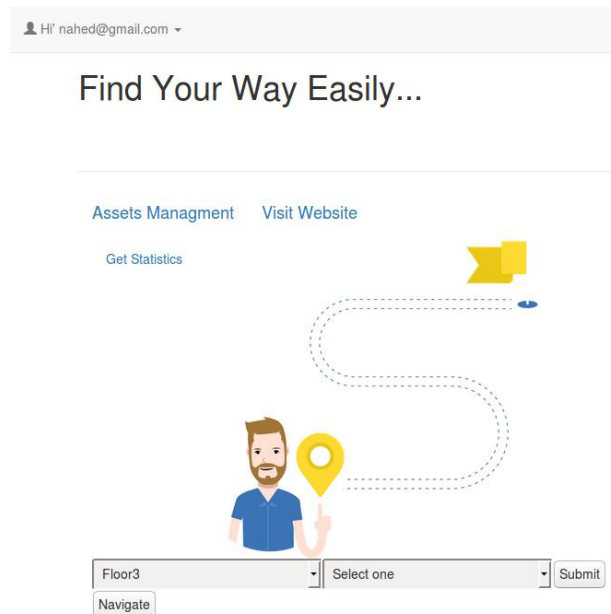 Hi' nahed@gmail.com
Find Your Way Easily...
Assets Managment Visit Website
Get Statistics
Floor3 Select one Submit
Navigate